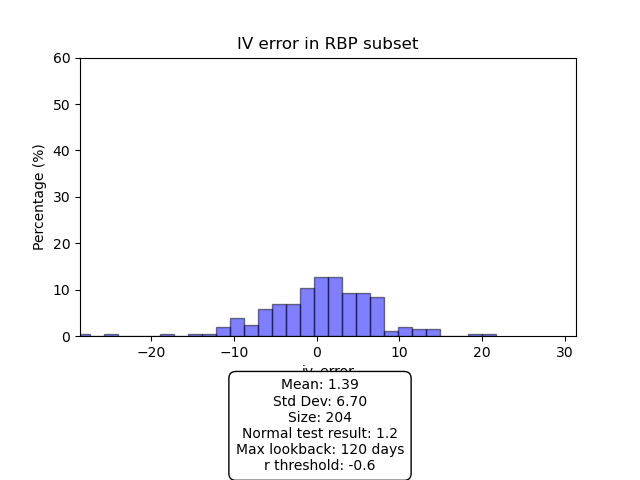 IV error in RBP subset
Percentage (%)
60
50
40
30
20
10
0
−20 −10 0 10 20 30
iv_error
Mean: 1.39
Std Dev: 6.70
Size: 204
Normal test result: 1.2
Max lookback: 120 days
r threshold: -0.6